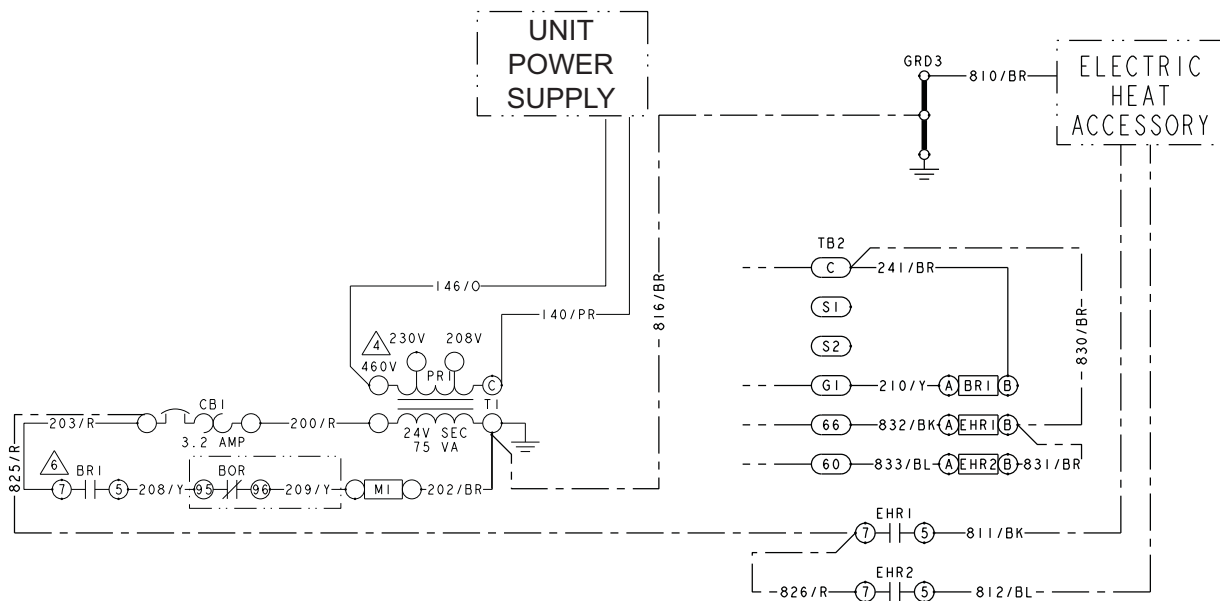 UNIT
POWER
SUPPLY
GRD3
810/BR
ELECTRIC
HEAT
ACCESSORY
TB2
C
241/BR
146/O
816/BR
140/PR
S1
830/BR
4
230V
208V
S2
460V
PR1
C
G1
210/Y
A
BR1
B
T1
CB1
203/R
200/R
66
832/BK
A
EHR1
B
3.2 AMP
24V SEC
75 VA
825/R
6
BR1
BOR
60
833/BL
A
EHR2
B
831/BR
7
5
208/Y
95
96
209/Y
M1
202/BR
EHR1
7
5
811/BK
EHR2
826/R
7
5
812/BL